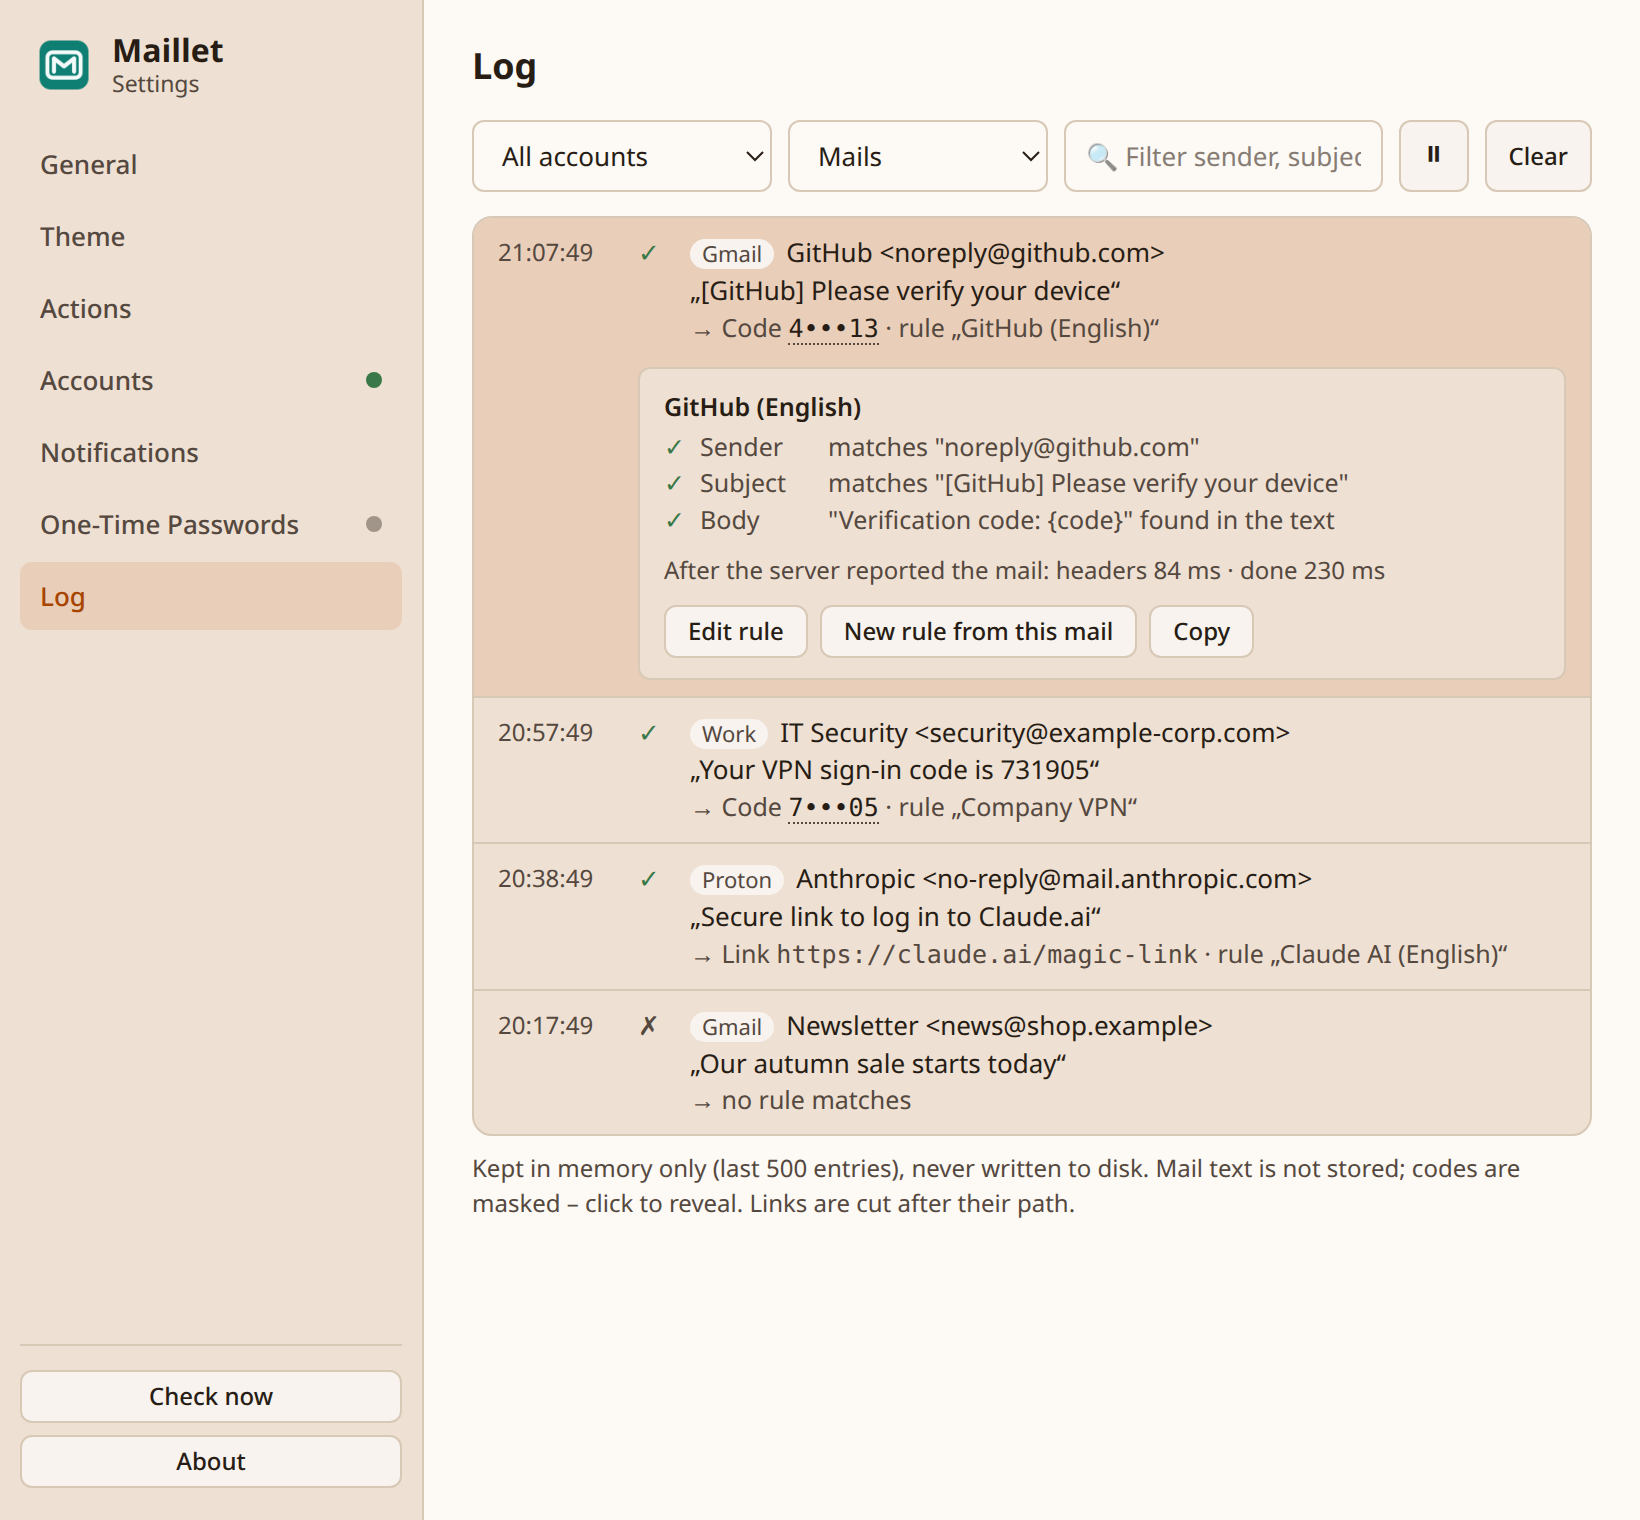 Maillet
Settings
General
Theme
Actions
Accounts
Notifications
One-Time Passwords
Log
Check now
About
Log
All accounts
Mails
🔍 Filter sender, subjec
Clear
21:07:49 ✓ Gmail GitHub <noreply@github.com>
„[GitHub] Please verify your device“
→ Code 4•••13 · rule „GitHub (English)“
GitHub (English)
✓ Sender matches "noreply@github.com"
✓ Subject matches "[GitHub] Please verify your device"
✓ Body "Verification code: {code}" found in the text
After the server reported the mail: headers 84 ms · done 230 ms
Edit rule
New rule from this mail
Copy
20:57:49 ✓ Work IT Security <security@example-corp.com>
„Your VPN sign-in code is 731905“
→ Code 7•••05 · rule „Company VPN“
20:38:49 ✓ Proton Anthropic <no-reply@mail.anthropic.com>
„Secure link to log in to Claude.ai“
→ Link https://claude.ai/magic-link · rule „Claude AI (English)“
20:17:49 ✗ Gmail Newsletter <news@shop.example>
„Our autumn sale starts today“
→ no rule matches
Kept in memory only (last 500 entries), never written to disk. Mail text is not stored; codes are
masked – click to reveal. Links are cut after their path.